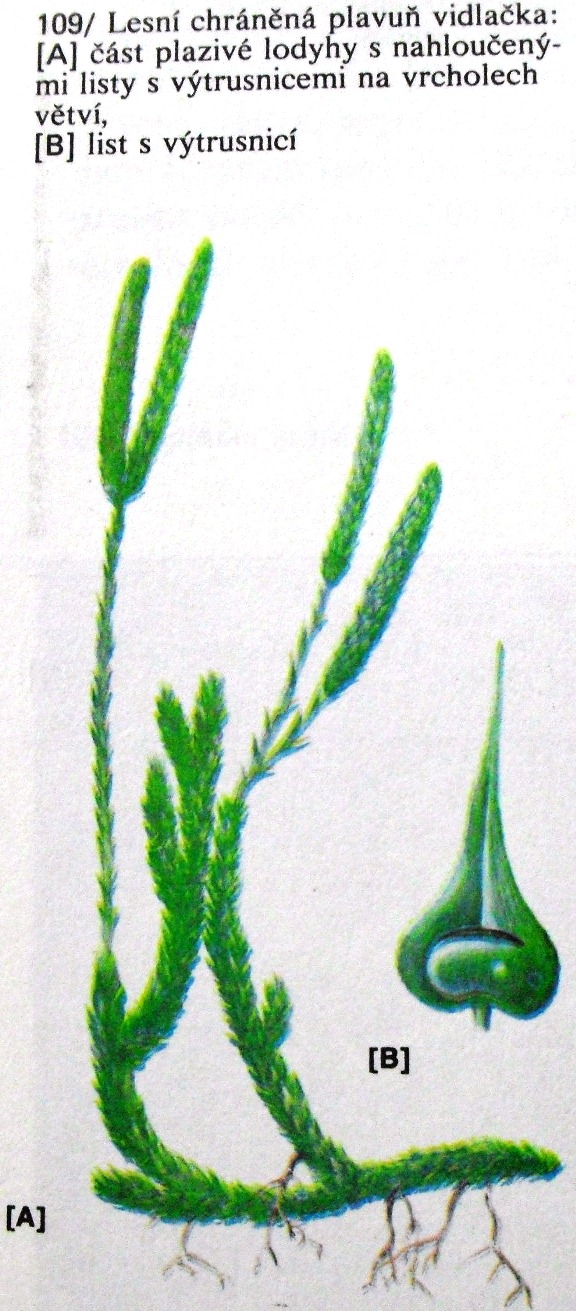 109/ Lesní chráněná plavuň vidlačka:
[A] část plazivé lodyhy s nahloučený-
mi listy s výtrusnicemi na vrcholech
větví,
[B] list s výtrusnicí
[B]
[A]